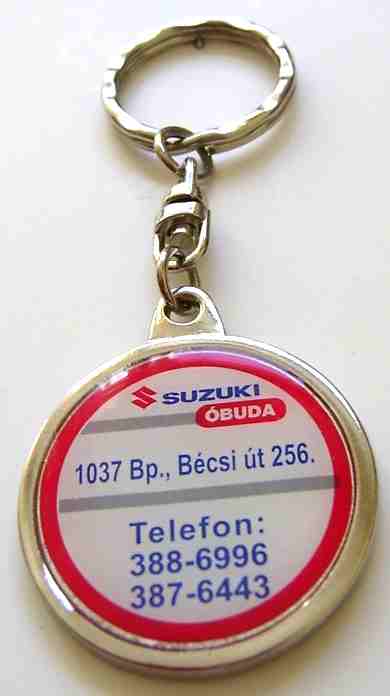 SUZUKI
ÓBUDA
1037 Bp., Bécsi út 256.
Telefon:
388-6996
387-6443